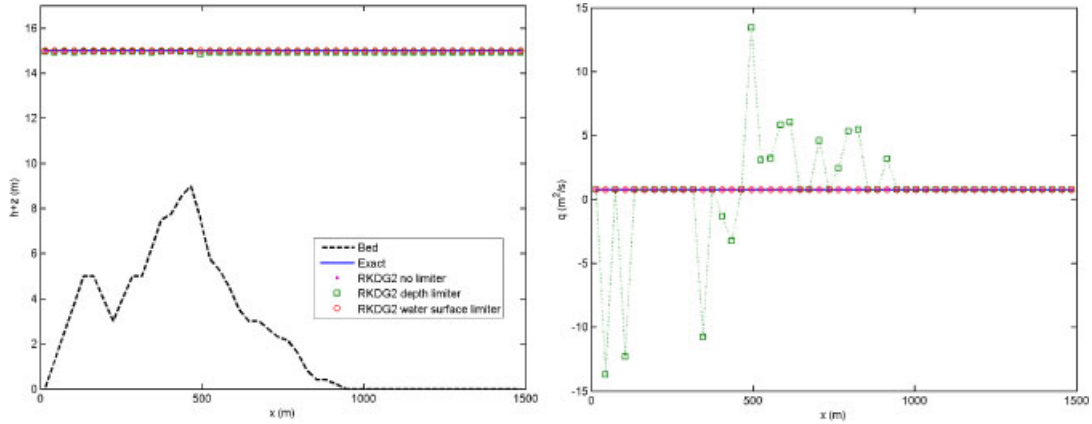 16
14
12
10
8
6
4
2
0
h+z (m)
0
500
1000
1500
x (m)
Bed
Exact
RKDG2 no limiter
RKDG2 depth limiter
RKDG2 water surface limiter
15
10
5
0
-5
-10
-15
q (m²/s)
0
500
1000
1500
x (m)